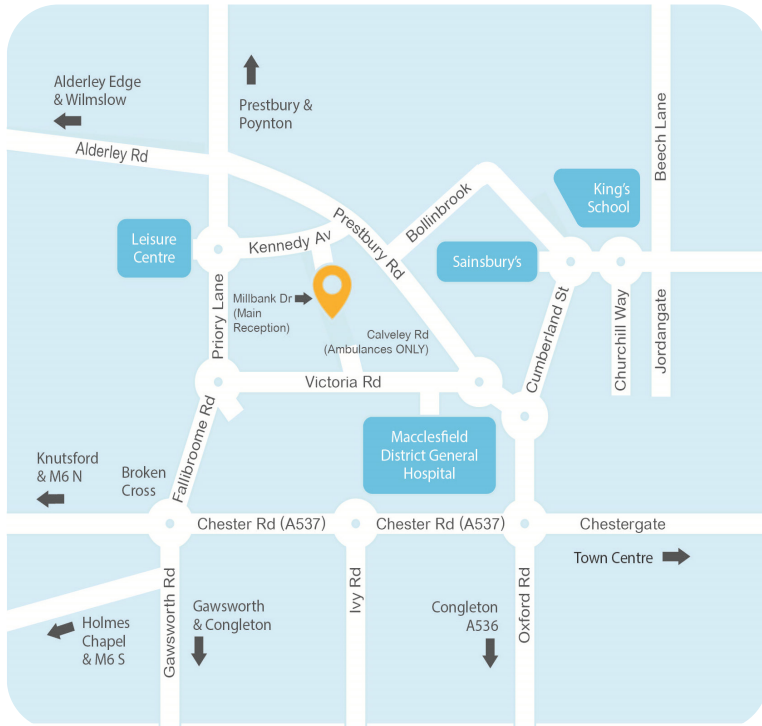 Alderley Edge
& Wilmslow
Prestbury &
Poynton
Alderley Rd
Beech Lane
King's
School
Bollinbrook
Prestbury Rd
Leisure
Centre
Kennedy Av
Sainsbury's
Millbank Dr
(Main
Reception)
Priory Lane
Calveley Rd
(Ambulances ONLY)
Cumberland St
Churchill Way
Jordangate
Victoria Rd
Fallibroome Rd
Macclesfield
District General
Hospital
Knutsford
& M6 N
Broken
Cross
Chester Rd (A537)
Chester Rd (A537)
Chestergate
Town Centre
Gawsworth Rd
Ivy Rd
Oxford Rd
Holmes
Chapel
& M6 S
Gawsworth
& Congleton
Congleton
A536